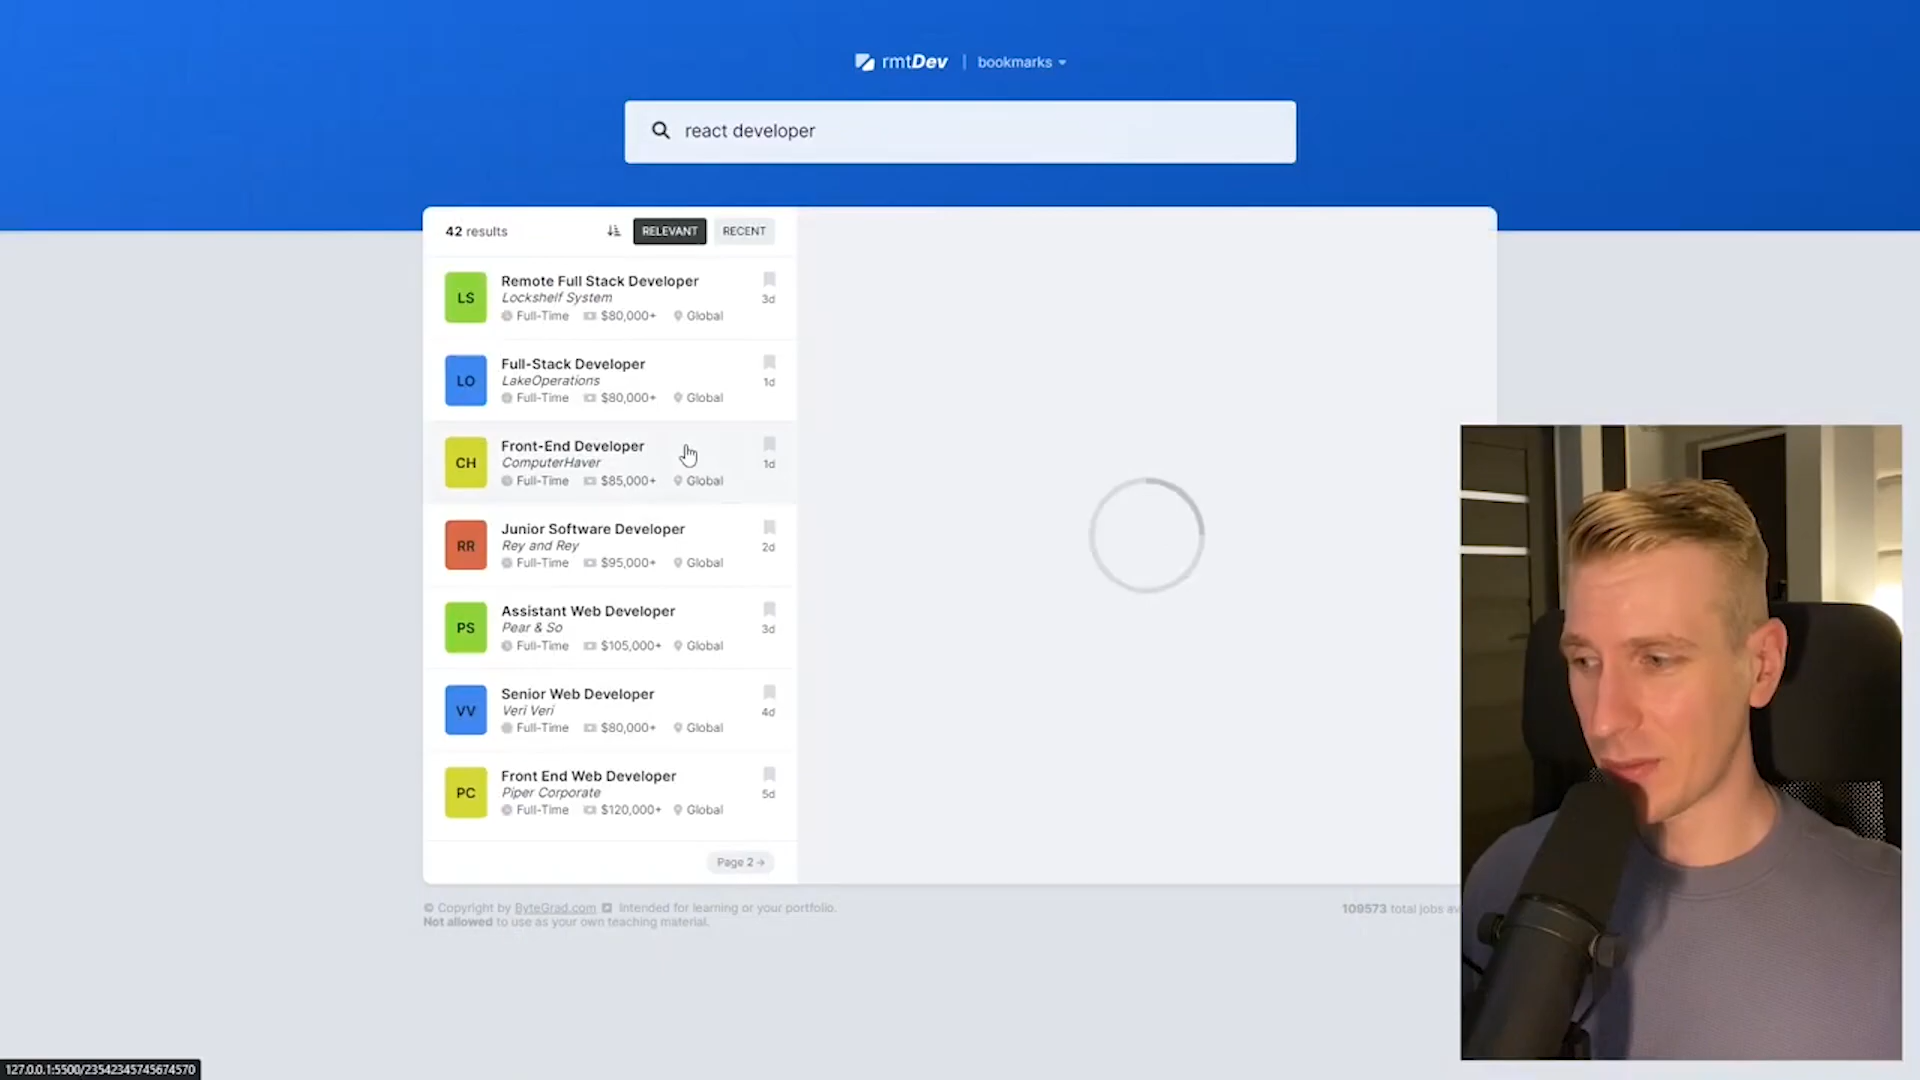 rmtDev | bookmarks
react developer
42 results RELEVANT RECENT
LS Remote Full Stack Developer
Lockshelf System 3d
Full-Time $80,000+ Global
LO Full-Stack Developer
LakeOperations 1d
Full-Time $80,000+ Global
CH Front-End Developer
ComputerHaver 1d
Full-Time $85,000+ Global
RR Junior Software Developer
Rey and Rey 2d
Full-Time $95,000+ Global
PS Assistant Web Developer
Pear & So 3d
Full-Time $105,000+ Global
VV Senior Web Developer
Veri Veri 4d
Full-Time $80,000+ Global
PC Front End Web Developer
Piper Corporate 5d
Full-Time $120,000+ Global
Page 2 →
© Copyright by ByteGrad.com Intended for learning or your portfolio. 109573 total jobs
Not allowed to use as your own teaching material.
127.0.0.1:5500/23542345745674570